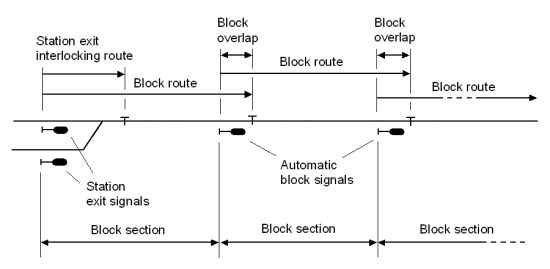 Block
overlap
Block
overlap
Station exit
interlocking route
Block route
Block route
Block route
Station
exit signals
Automatic
block signals
Block section
Block section
Block section